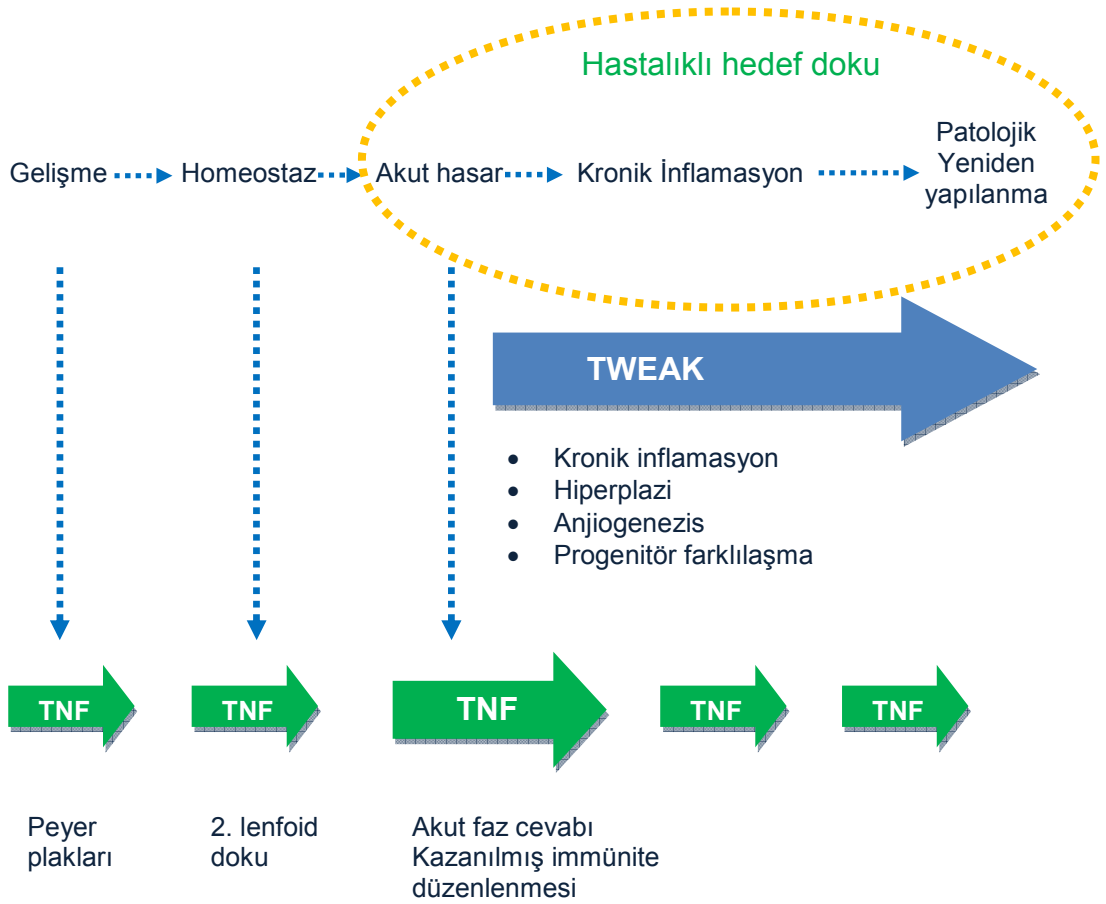 Hastalıklı hedef doku
Gelişme
Homeostaz
Akut hasar
Kronik İnflamasyon
Patolojik
Yeniden
yapılanma
TWEAK
• Kronik inflamasyon
• Hiperplazi
• Anjiogenezis
• Progenitör farklılaşma
TNF
TNF
TNF
TNF
TNF
Peyer
plakları
2. lenfoid
doku
Akut faz cevabı
Kazanılmış immünite
düzenlenmesi